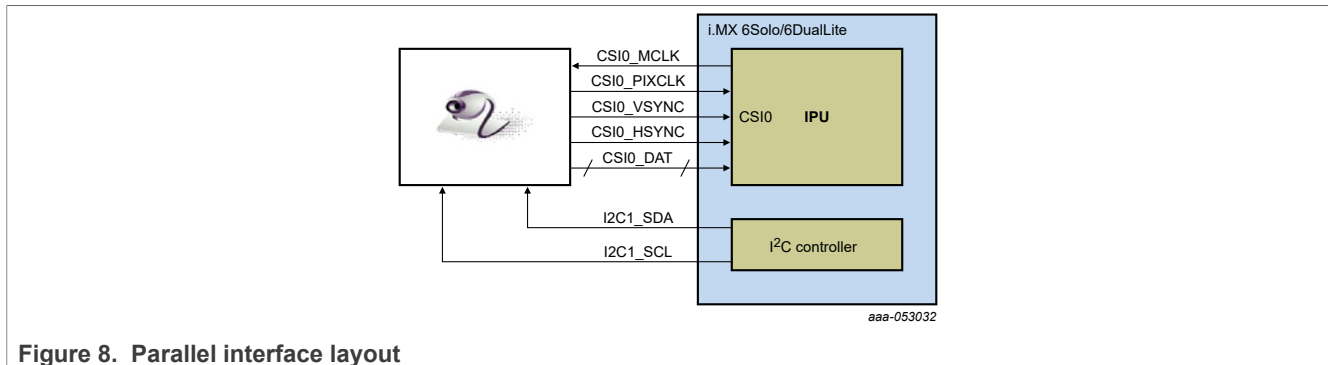 i.MX 6Solo/6DualLite
CSI0_MCLK
CSI0_PIXCLK
CSI0_VSYNC
CSI0 IPU
CSI0_HSYNC
CSI0_DAT
I2C1_SDA
I2C controller
I2C1_SCL
aaa-053032
Figure 8. Parallel interface layout